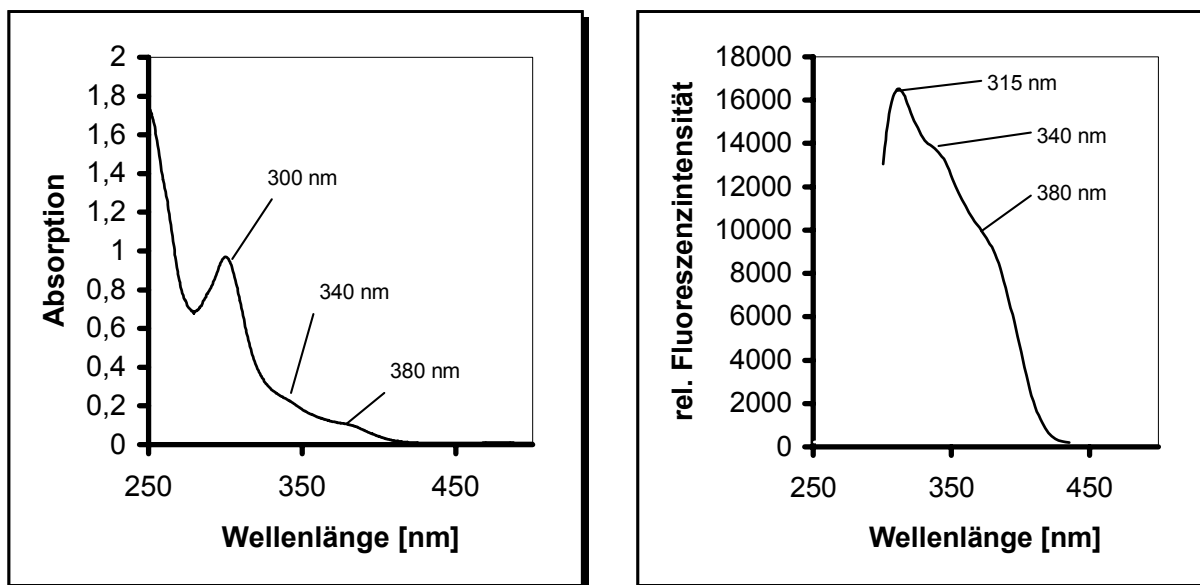 Absorption
2
1,8
1,6
1,4
1,2
1
0,8
0,6
0,4
0,2
0
300 nm
340 nm
380 nm
250
350
450
Wellenlänge [nm]
rel. Fluoreszenzintensität
18000
16000
14000
12000
10000
8000
6000
4000
2000
0
315 nm
340 nm
380 nm
250
350
450
Wellenlänge [nm]